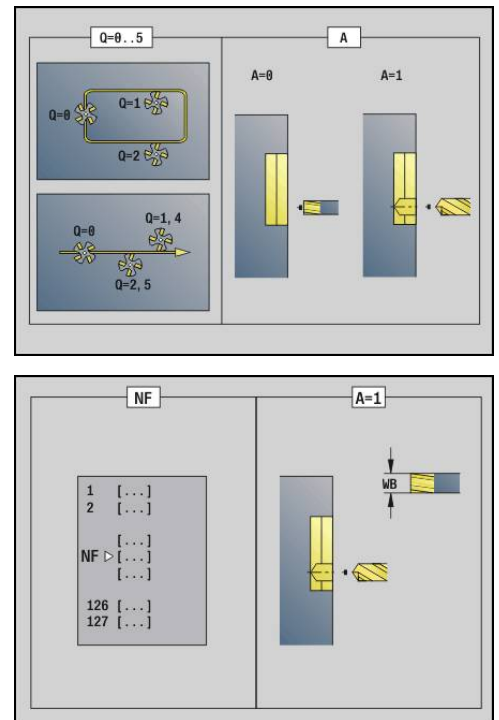 Q=0..5
A
Q=0
Q=1
Q=2
Q=0
Q=1, 4
Q=2, 5
A=0
A=1
NF
A=1
1 [...]
2 [...]
[...]
NF ▷ [...]
[...]
126 [...]
127 [...]
WB